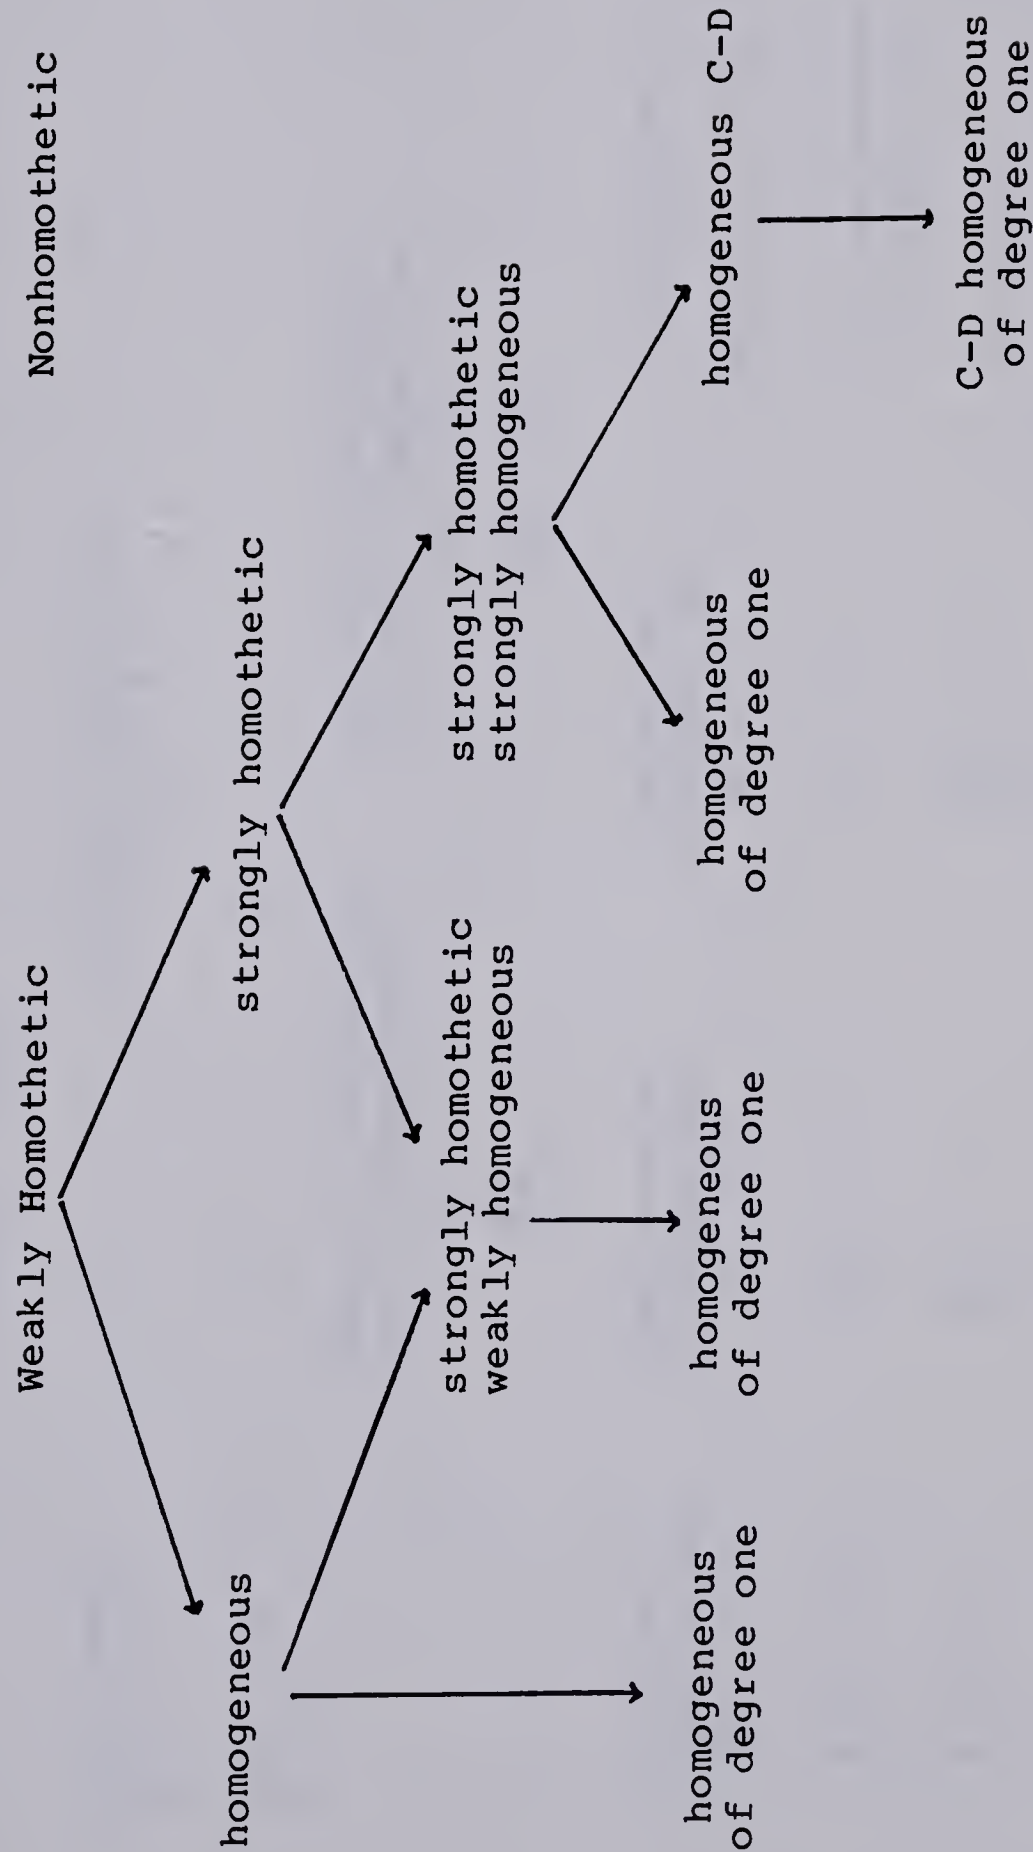 Weakly Homothetic
Nonhomothetic
homogeneous
strongly homothetic
strongly homothetic
weakly homogeneous
strongly homothetic
strongly homogeneous
homogeneous
of degree one
homogeneous
of degree one
homogeneous
of degree one
homogeneous C-D
C-D homogeneous
of degree one